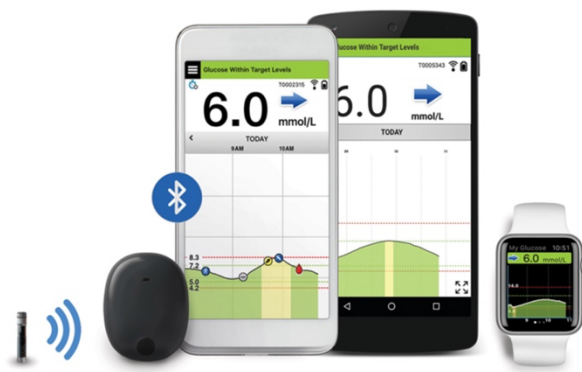 Glucose Within Target Levels
T0002315
6.0
mmol/L
TODAY
9AM
10AM
8.3
7.2
5.0
4.2
ucose Within Target Levels
T0005343
6.0
mmol/L
TODAY
My Glucose 10:51
6.0 mmol/L